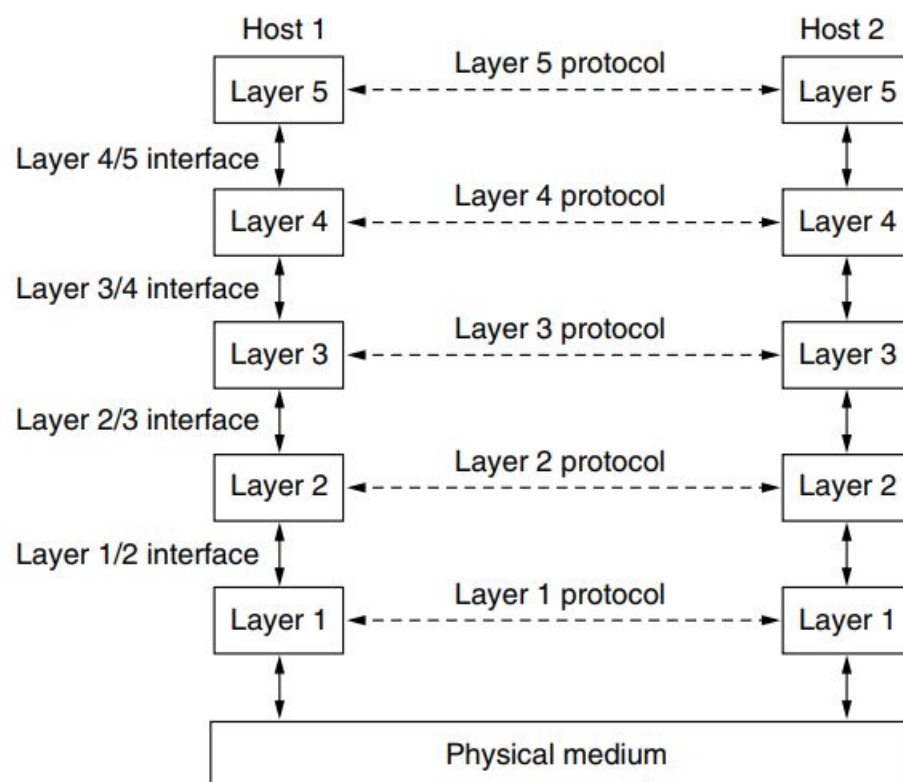 Host 1
Host 2
Layer 5 protocol
Layer 5
Layer 5
Layer 4/5 interface
Layer 4 protocol
Layer 4
Layer 4
Layer 3/4 interface
Layer 3 protocol
Layer 3
Layer 3
Layer 2/3 interface
Layer 2 protocol
Layer 2
Layer 2
Layer 1/2 interface
Layer 1 protocol
Layer 1
Layer 1
Physical medium